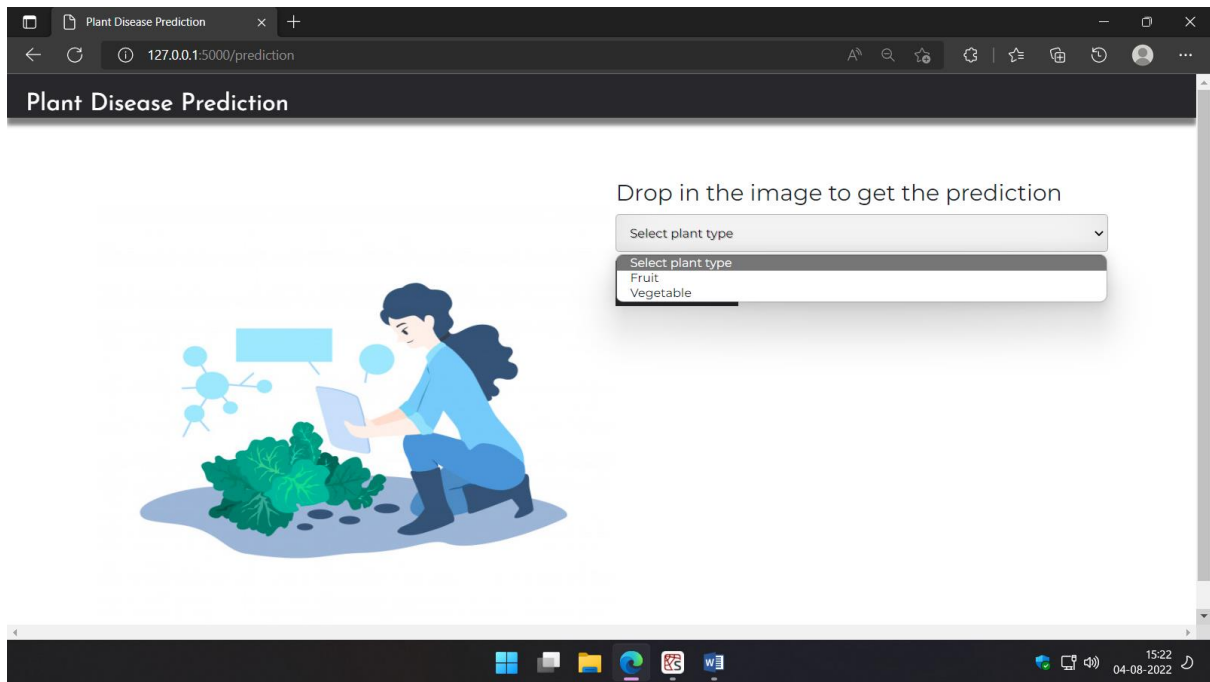 Plant Disease Prediction
127.0.0.1:5000/prediction
Plant Disease Prediction
Drop in the image to get the prediction
Select plant type
Select plant type
Fruit
Vegetable
15:22
04-08-2022